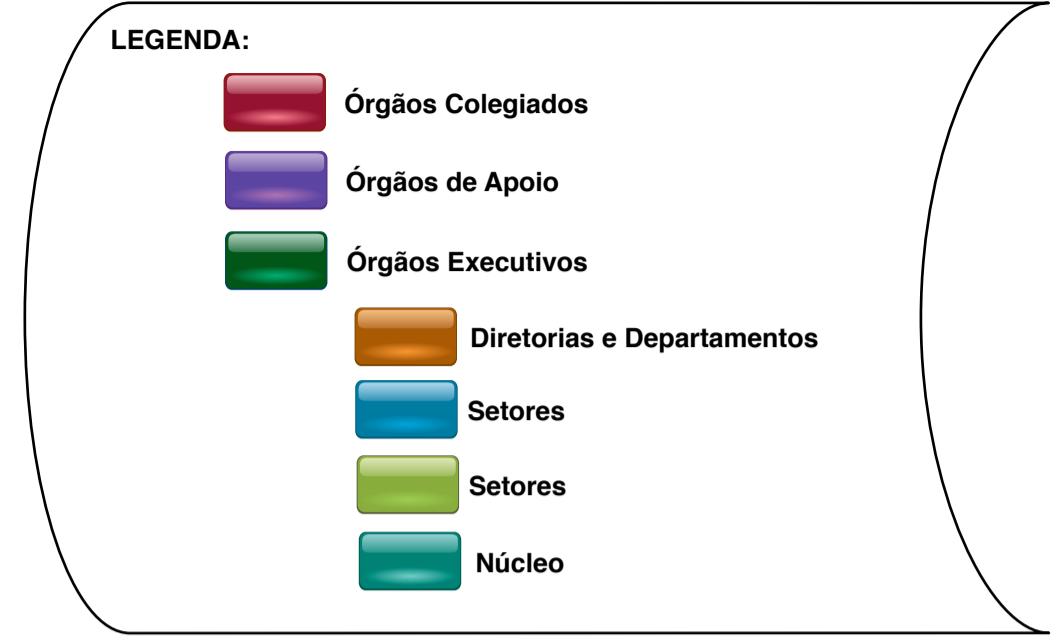 LEGENDA:
Órgãos Colegiados
Órgãos de Apoio
Órgãos Executivos
Diretorias e Departamentos
Setores
Setores
Núcleo